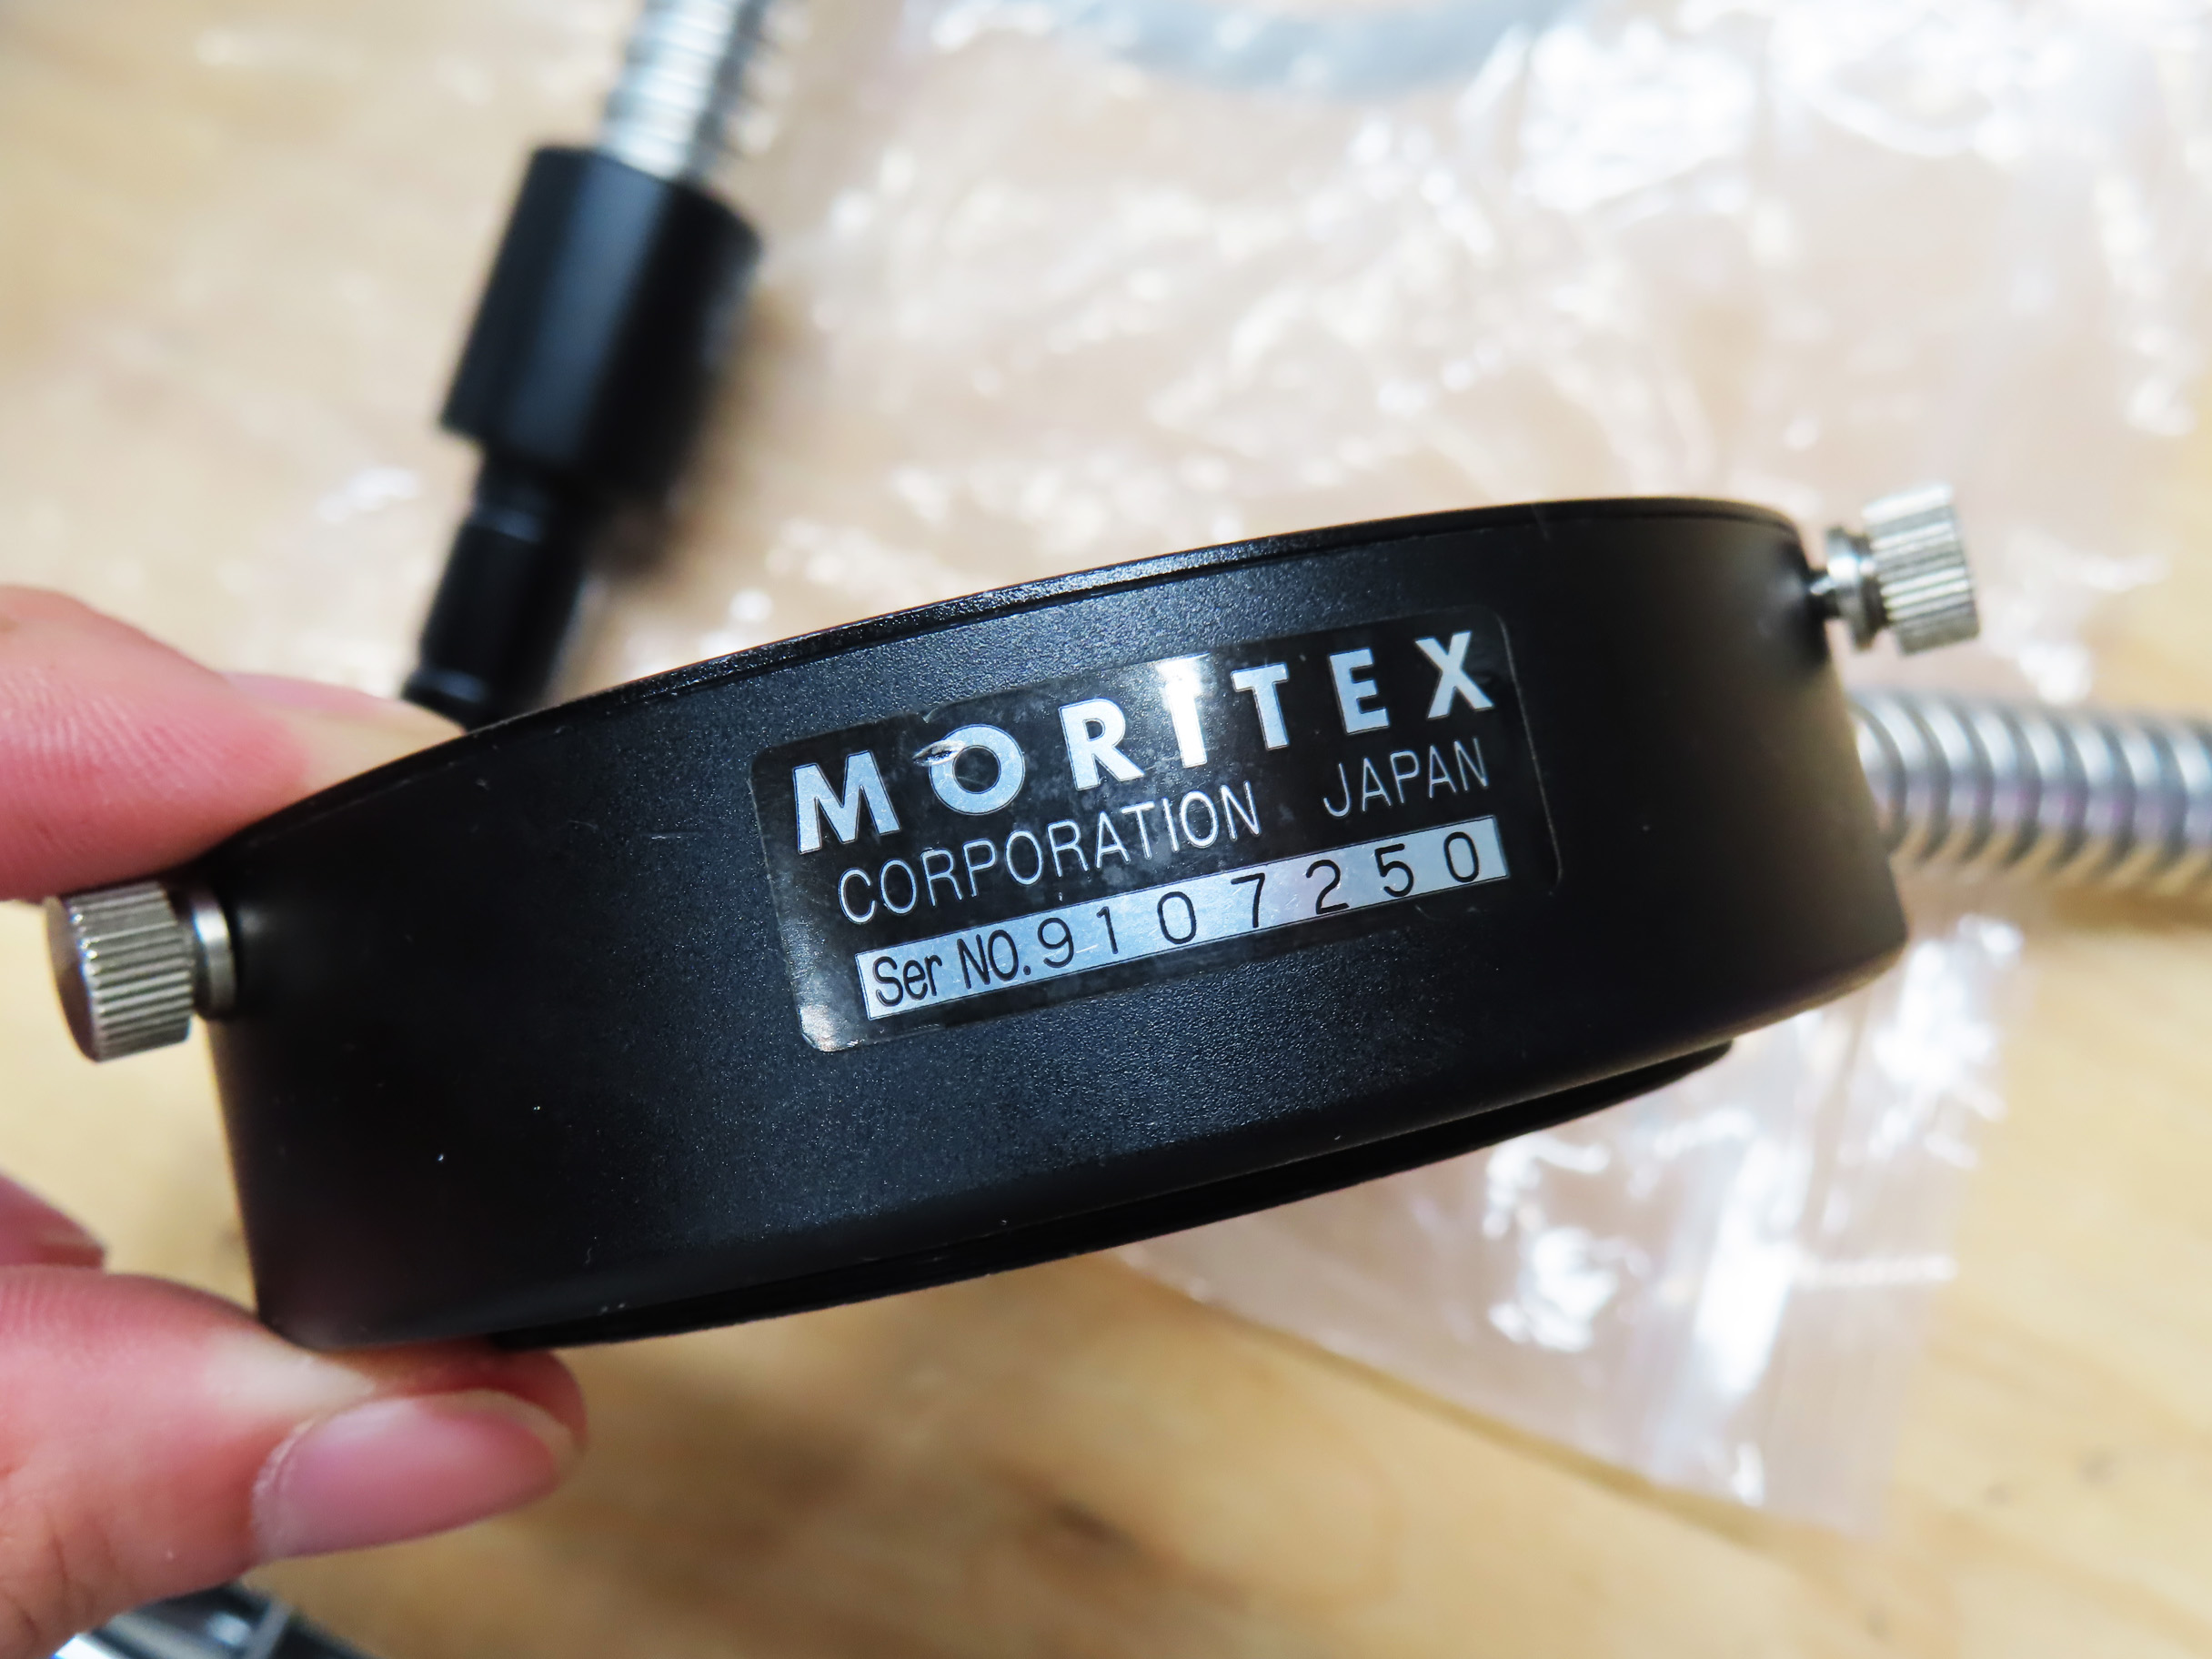 MORITEX
CORPORATION JAPAN
Ser NO. 9107250